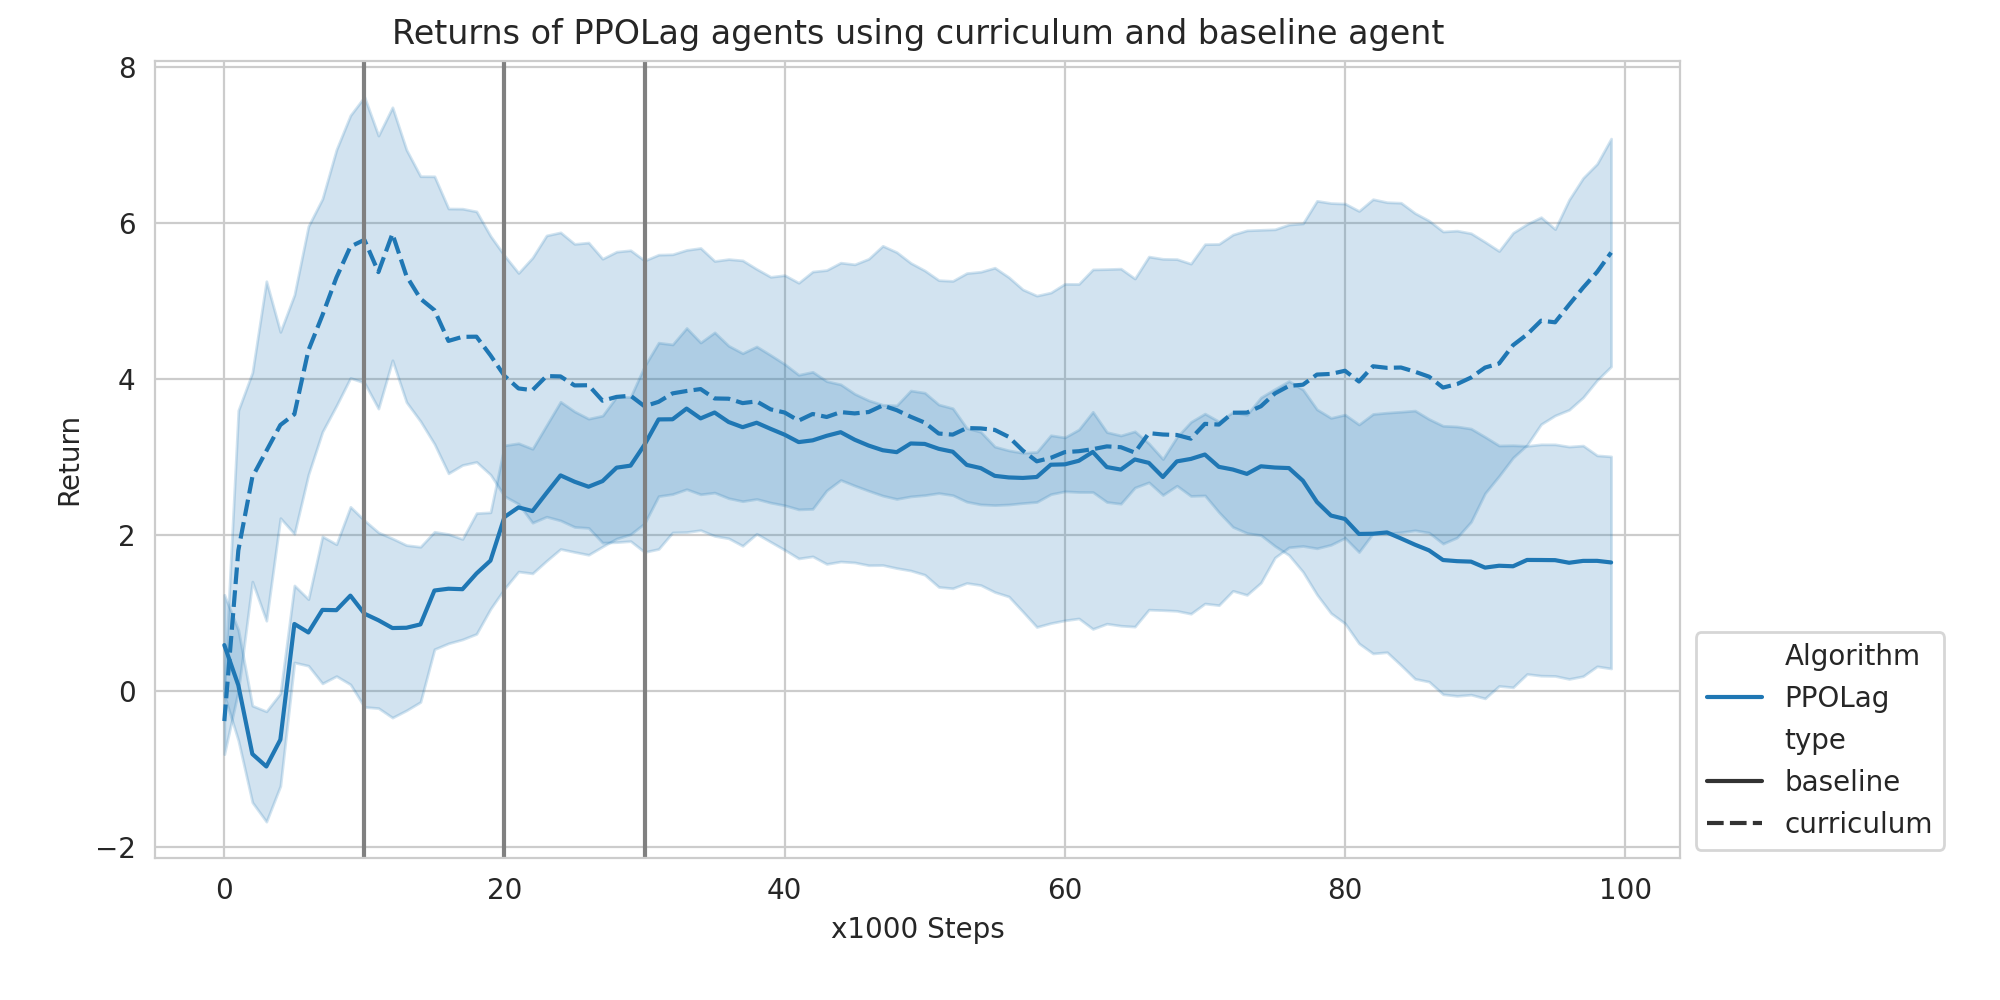 Returns of PPOLag agents using curriculum and baseline agent
8
6
4
2
0
−2
Return
0 20 40 60 80 100
x1000 Steps
Algorithm
PPOLag
type
baseline
curriculum